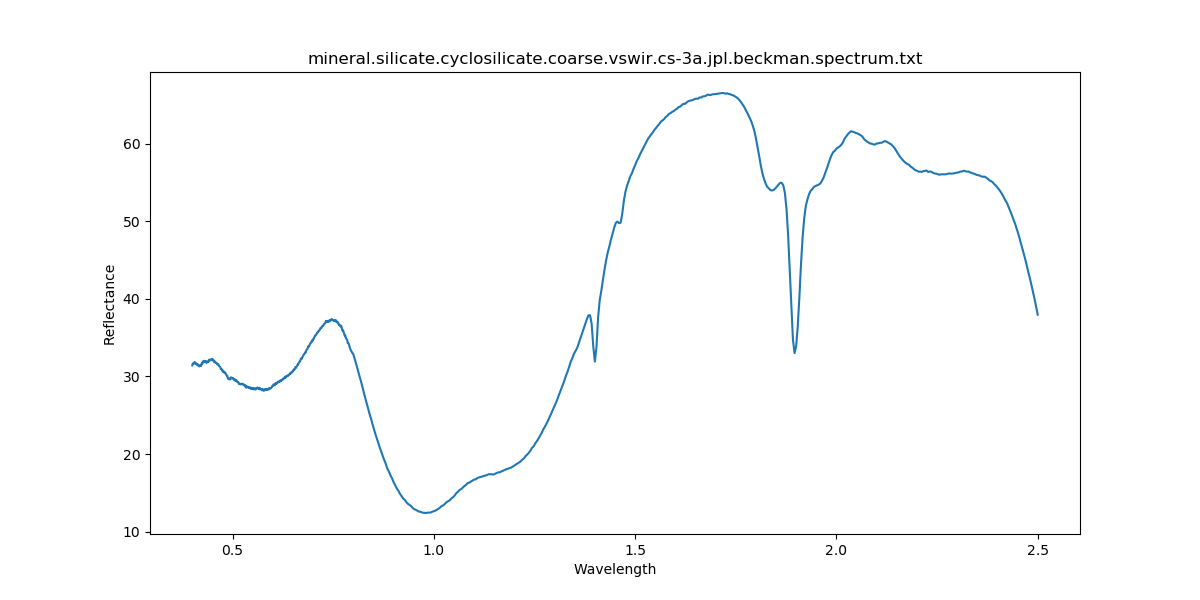 mineral.silicate.cyclosilicate.coarse.vswir.cs-3a.jpl.beckman.spectrum.txt
60
50
40
30
20
10
Reflectance
0.5 1.0 1.5 2.0 2.5
Wavelength